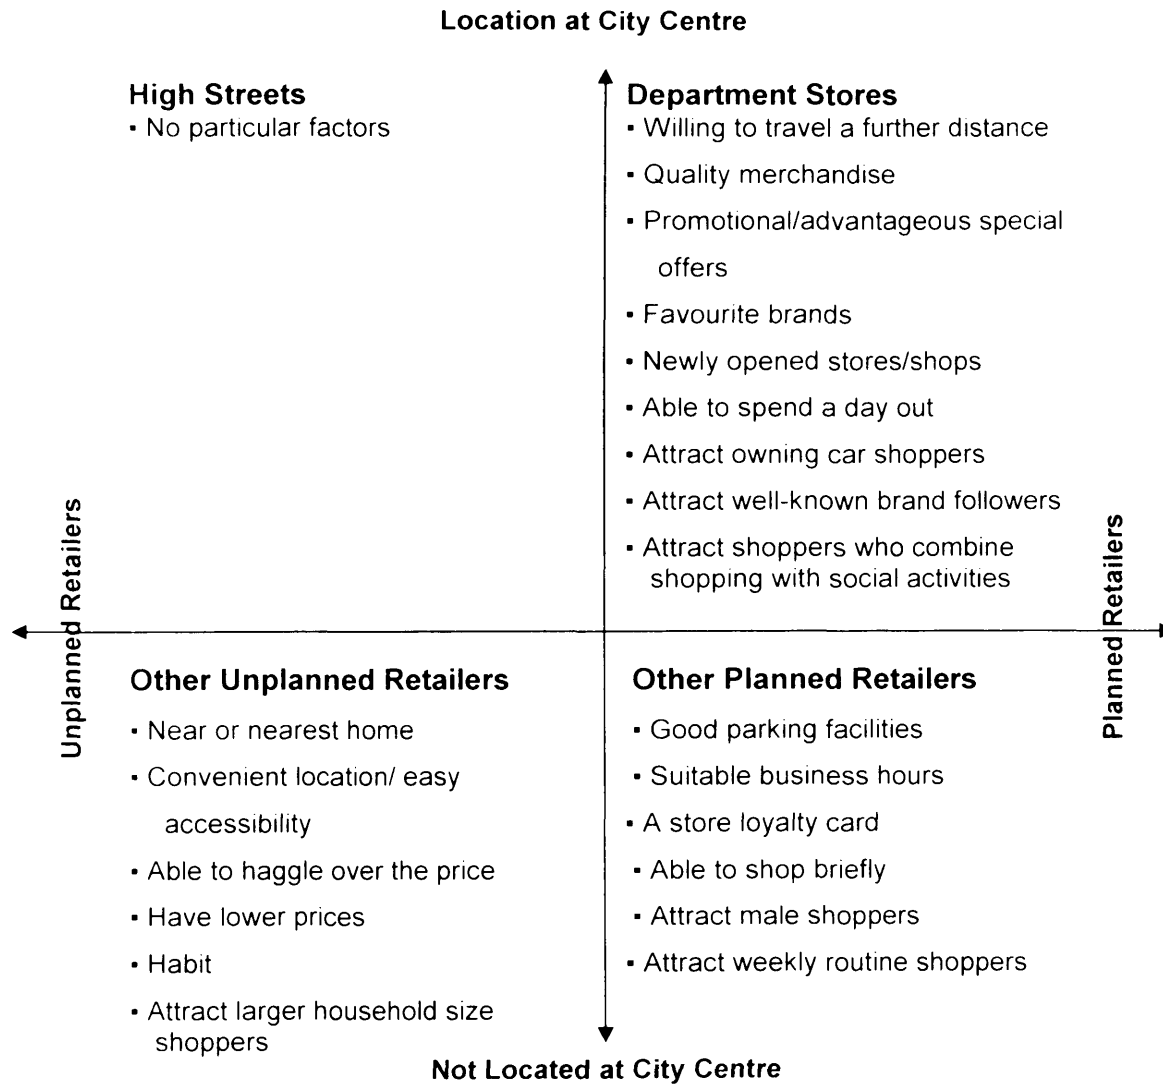 Location at City Centre
High Streets
▪ No particular factors
Department Stores
▪ Willing to travel a further distance
▪ Quality merchandise
▪ Promotional/advantageous special
offers
▪ Favourite brands
▪ Newly opened stores/shops
▪ Able to spend a day out
▪ Attract owning car shoppers
▪ Attract well-known brand followers
▪ Attract shoppers who combine
shopping with social activities
Unplanned Retailers
Planned Retailers
Other Unplanned Retailers
▪ Near or nearest home
▪ Convenient location/ easy
accessibility
▪ Able to haggle over the price
▪ Have lower prices
▪ Habit
▪ Attract larger household size
shoppers
Other Planned Retailers
▪ Good parking facilities
▪ Suitable business hours
▪ A store loyalty card
▪ Able to shop briefly
▪ Attract male shoppers
▪ Attract weekly routine shoppers
Not Located at City Centre